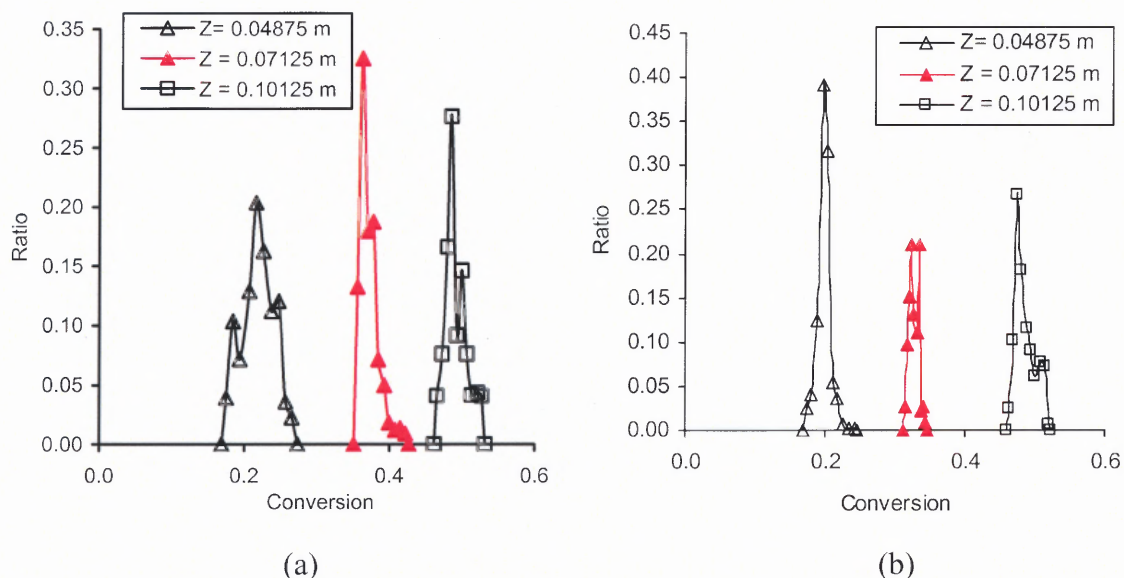 Z= 0.04875 m
Z = 0.07125 m
Z = 0.10125 m
0.35
0.30
0.25
0.20
0.15
0.10
0.05
0.00
Ratio
0.0 0.2 0.4 0.6
Conversion
(a)
Z= 0.04875 m
Z = 0.07125 m
Z = 0.10125 m
0.45
0.40
0.35
0.30
0.25
0.20
0.15
0.10
0.05
0.00
Ratio
0.0 0.2 0.4 0.6
Conversion
(b)